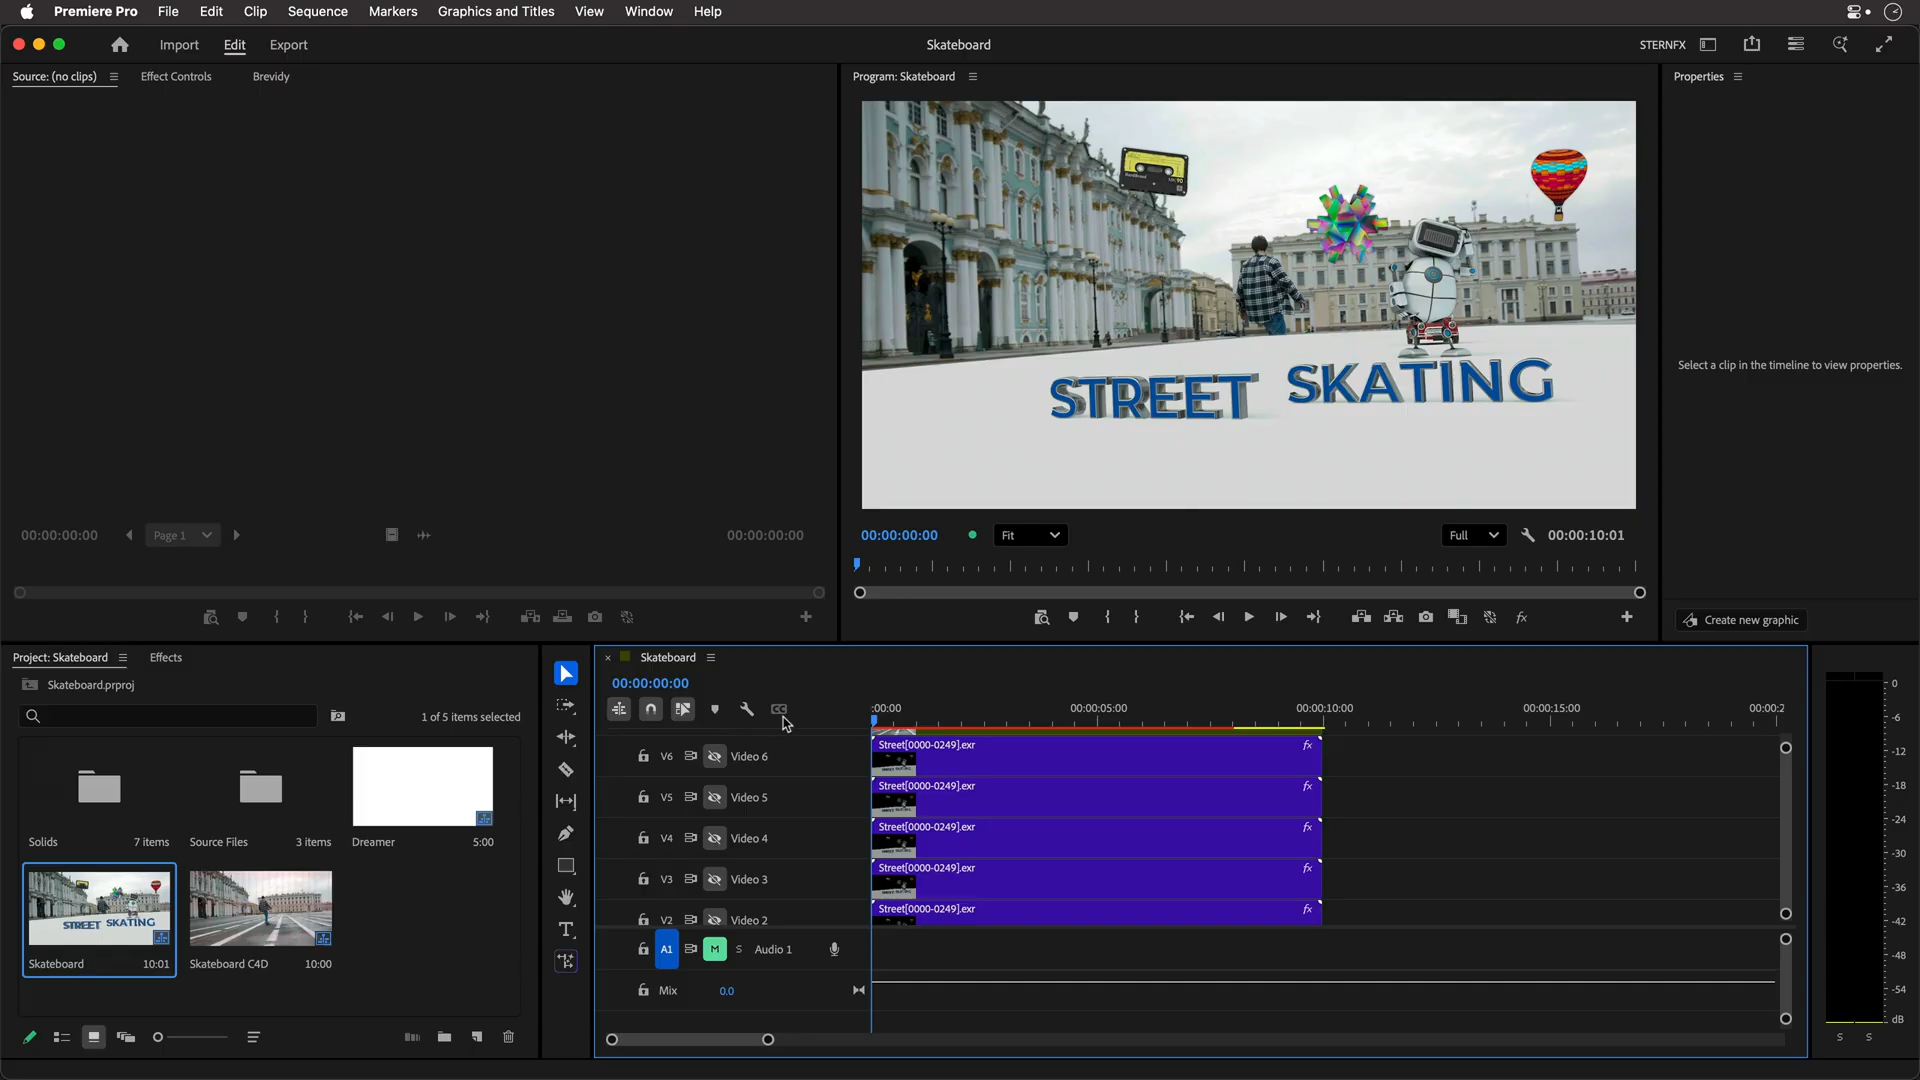 Premiere Pro File Edit Clip Sequence Markers Graphics and Titles View Window Help
Import Edit Export
Skateboard
STERNFX
Source: (no clips) Effect Controls Brevidy
Program: Skateboard
Properties
STREET SKATING
Select a clip in the timeline to view properties.
00:00:00:00 Page 1 00:00:00:00
00:00:00:00 Fit Full 00:00:10:01
Create new graphic
Project: Skateboard Effects
Skateboard.prproj
1 of 5 items selected
Solids 7 items
Source Files 3 items
Dreamer 5:00
STREET SKATING
Skateboard 10:01
Skateboard C4D 10:00
Skateboard
00:00:00:00
:00:00 00:00:05:00 00:00:10:00 00:00:15:00 00:00:2
V6 Video 6 Street[0000-0249].exr fx
V5 Video 5 Street[0000-0249].exr fx
V4 Video 4 Street[0000-0249].exr fx
V3 Video 3 Street[0000-0249].exr fx
V2 Video 2 Street[0000-0249].exr fx
A1 M S Audio 1
Mix 0.0
0
-6
-12
-18
-24
-30
-36
-42
-48
-54
dB
S S